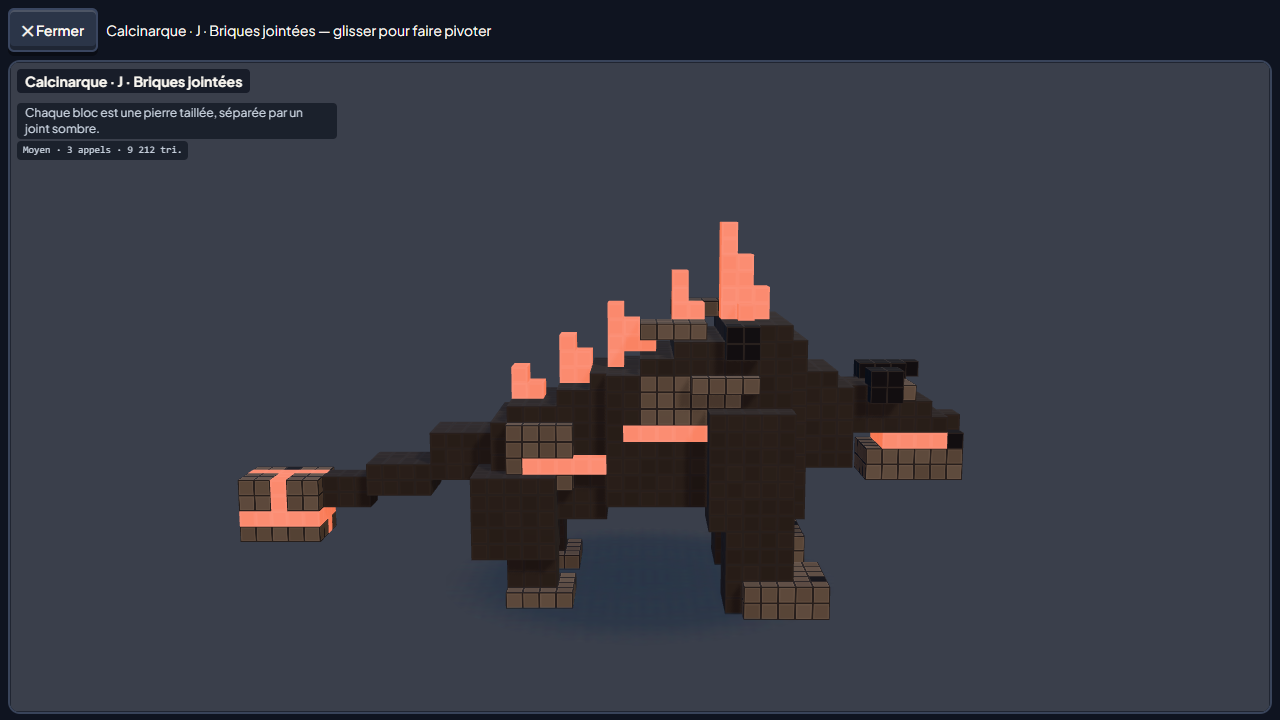 ✕ Fermer
Calcinarque · J · Briques jointées — glisser pour faire pivoter
Calcinarque · J · Briques jointées
Chaque bloc est une pierre taillée, séparée par un
joint sombre.
Moyen · 3 appels · 9 212 tri.